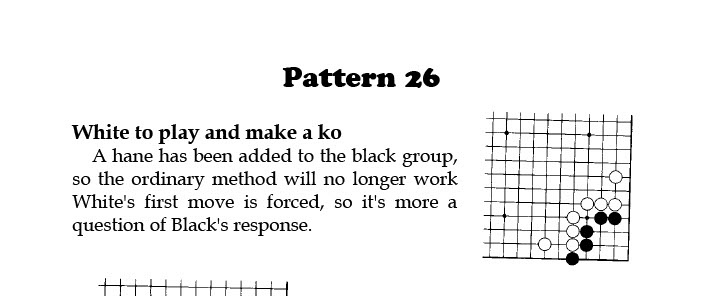 Pattern 26
White to play and make a ko
A hane has been added to the black group,
so the ordinary method will no longer work
White's first move is forced, so it's more a
question of Black's response.